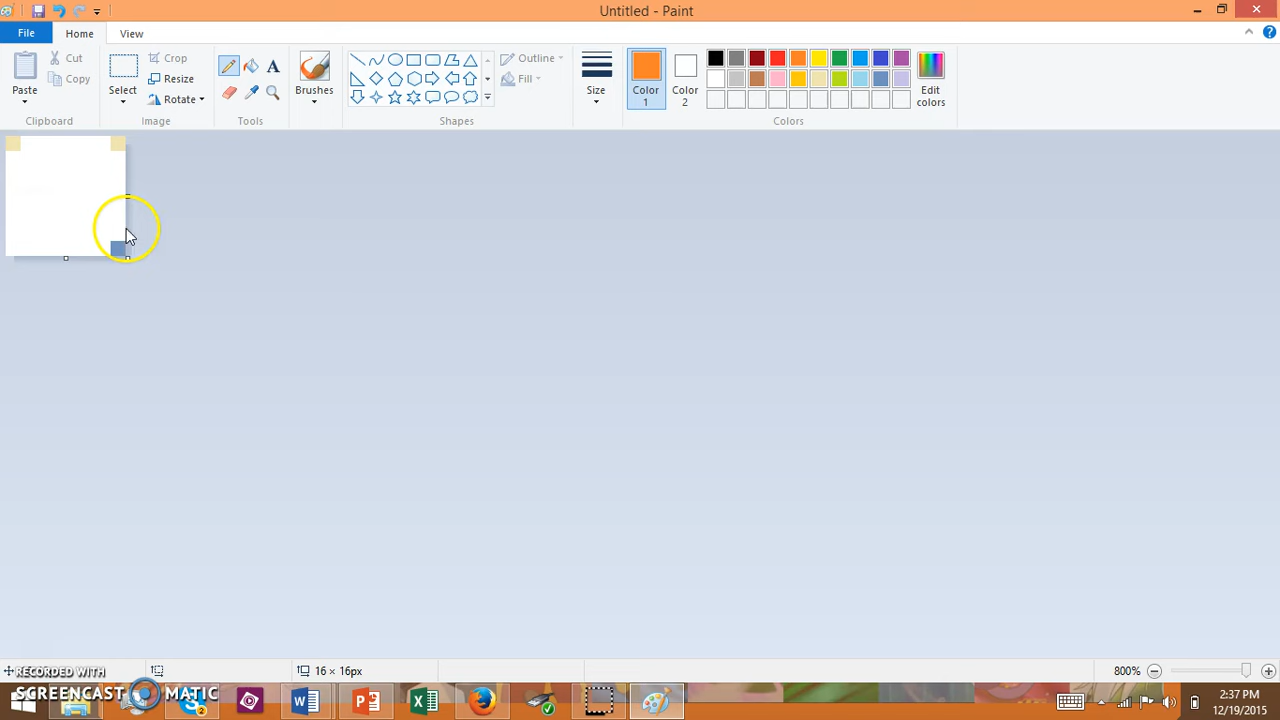 Untitled - Paint
File Home View
Paste
Cut
Copy
Clipboard
Select
Crop
Resize
Rotate
Image
A
Tools
Brushes
Outline
Fill
Shapes
Size
Color 1
Color 2
Edit colors
Colors
16 × 16px
800%
RECORDED WITH
SCREENCAST MATIC
2:37 PM
12/19/2015